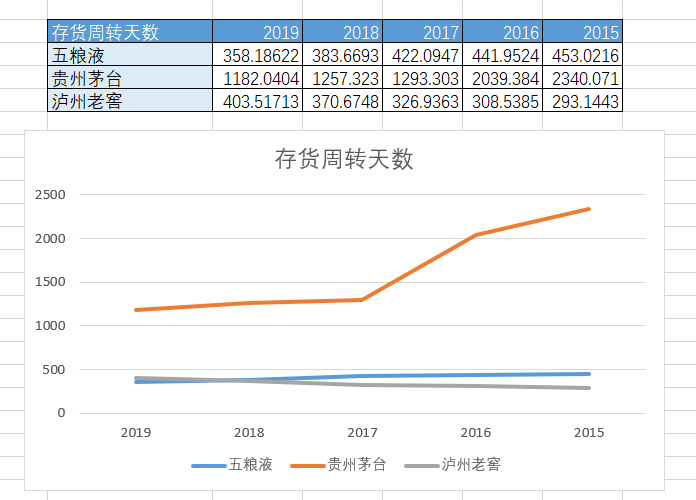 存货周转天数 2019 2018 2017 2016 2015
五粮液 358.18622 383.6693 422.0947 441.9524 453.0216
贵州茅台 1182.0404 1257.323 1293.303 2039.384 2340.071
泸州老窖 403.51713 370.6748 326.9363 308.5385 293.1443
存货周转天数
2500
2000
1500
1000
500
0
2019 2018 2017 2016 2015
五粮液 贵州茅台 泸州老窖